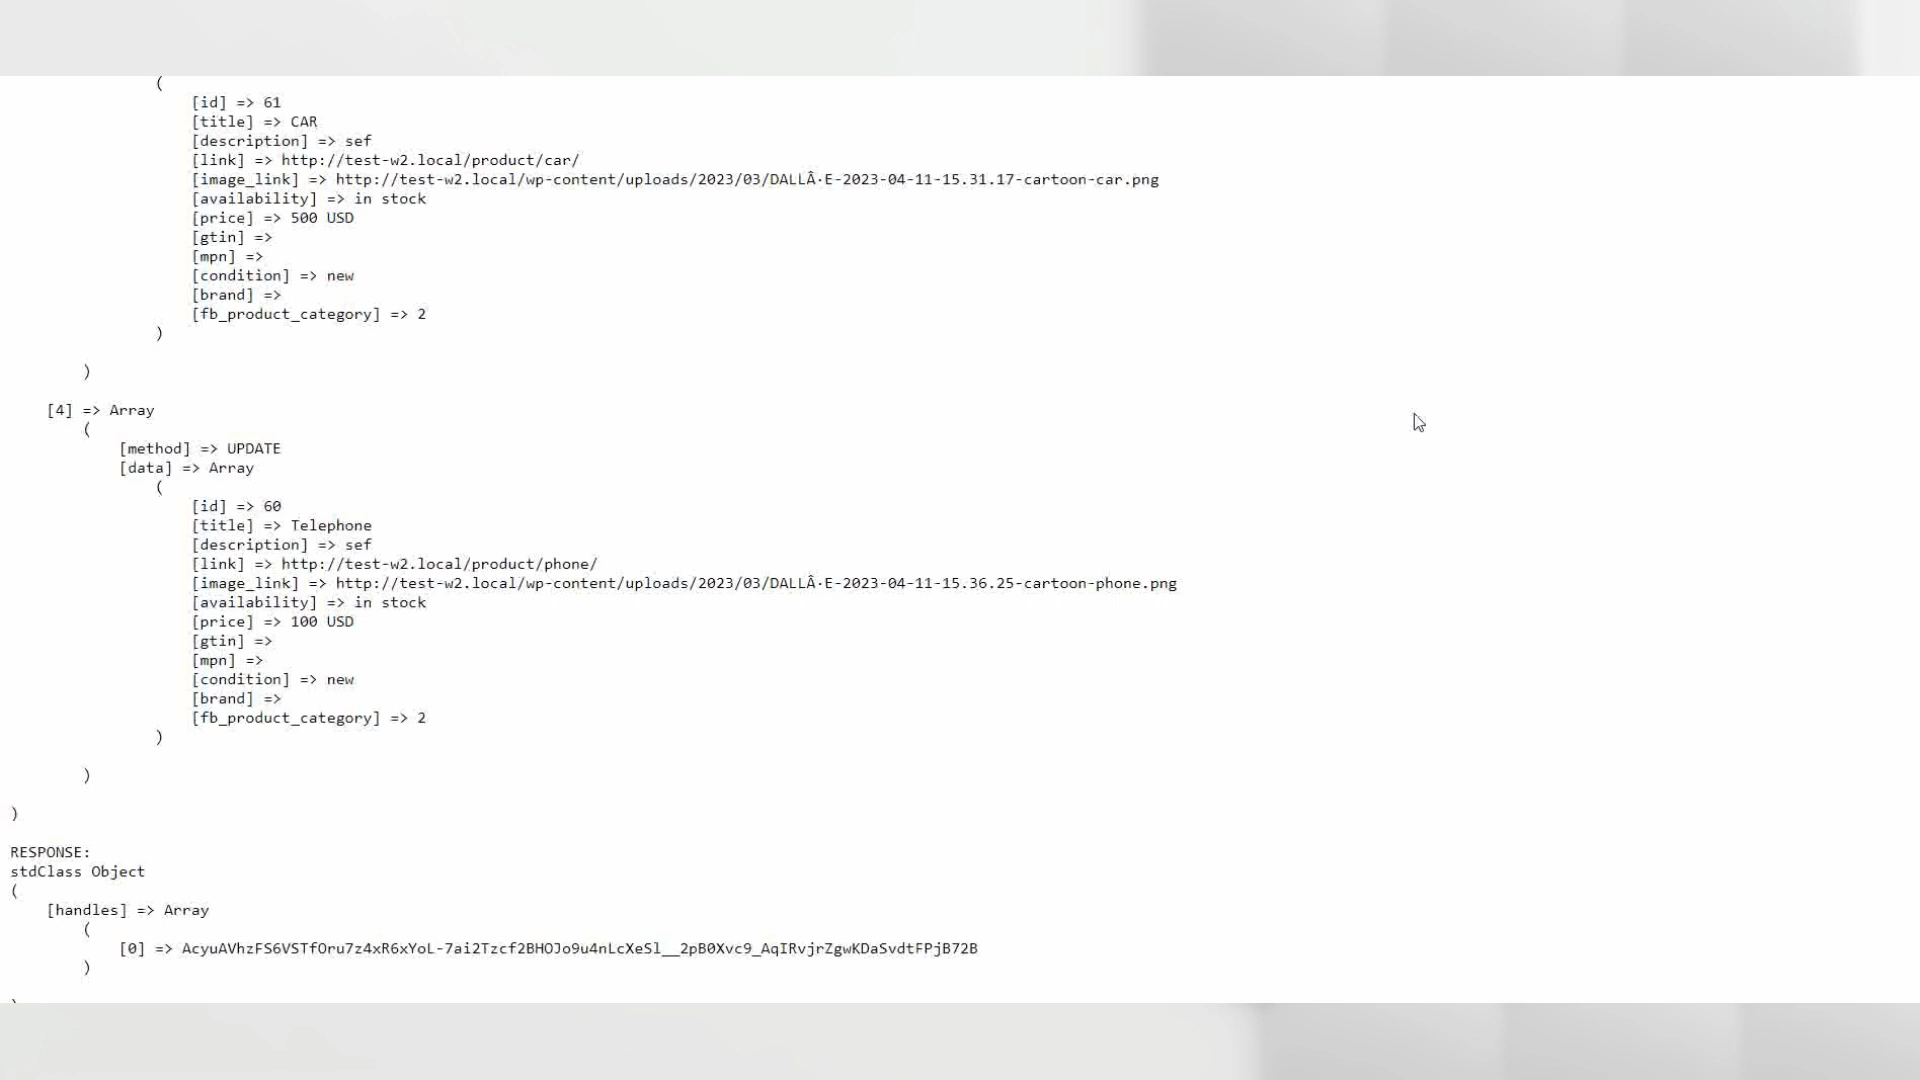 (
[id] => 61
[title] => CAR
[description] => sef
[link] => http://test-w2.local/product/car/
[image_link] => http://test-w2.local/wp-content/uploads/2023/03/DALLÂ·E-2023-04-11-15.31.17-cartoon-car.png
[availability] => in stock
[price] => 500 USD
[gtin] =>
[mpn] =>
[condition] => new
[brand] =>
[fb_product_category] => 2
)
)
[4] => Array
(
[method] => UPDATE
[data] => Array
(
[id] => 60
[title] => Telephone
[description] => sef
[link] => http://test-w2.local/product/phone/
[image_link] => http://test-w2.local/wp-content/uploads/2023/03/DALLÂ·E-2023-04-11-15.36.25-cartoon-phone.png
[availability] => in stock
[price] => 100 USD
[gtin] =>
[mpn] =>
[condition] => new
[brand] =>
[fb_product_category] => 2
)
)
)
RESPONSE:
stdClass Object
(
[handles] => Array
(
[0] => AcyuAVhzFS6VSTfOru7z4xR6xYoL-7ai2Tzcf2BHOJo9u4nLcXeSl__2pB0Xvc9_AqIRvjrZgwKDaSvdtFPjB72B
)
)